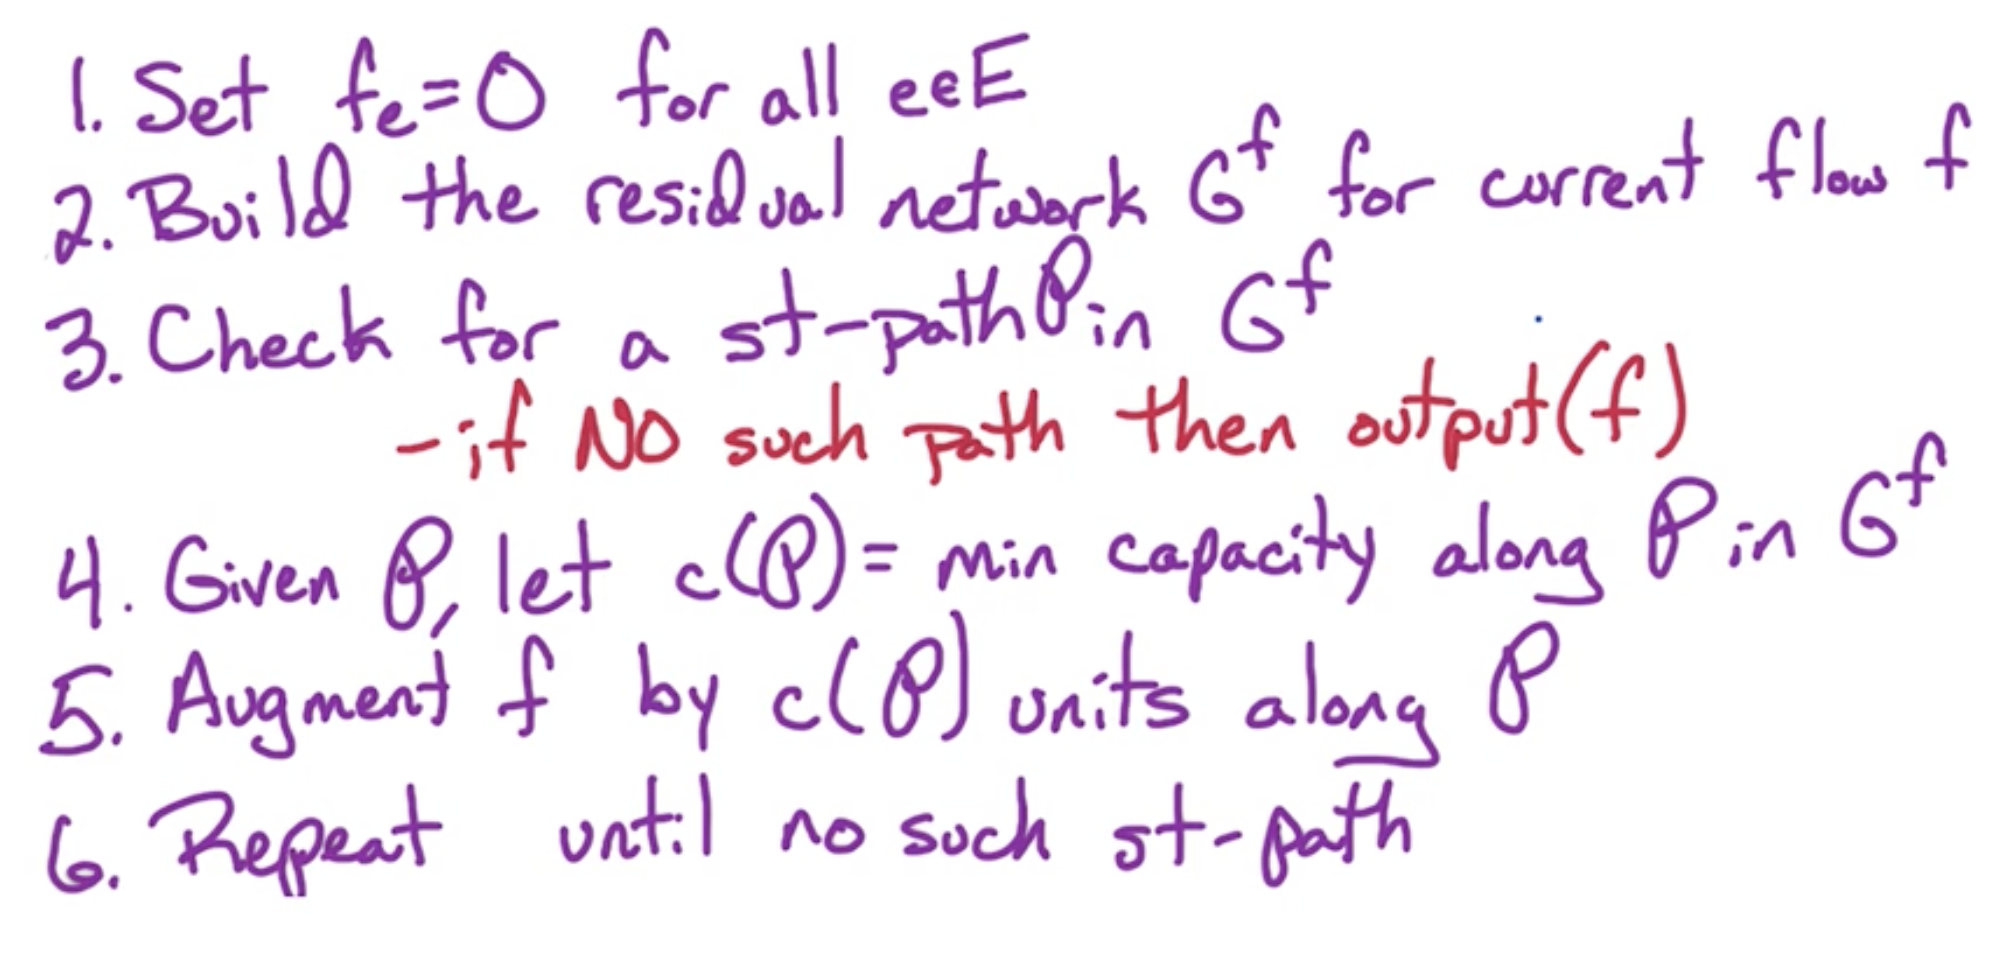 1. Set fe=0 for all e∈E
2. Build the residual network G^f for current flow f
3. Check for a st-path P in G^f
-if NO such path then output(f)
4. Given P, let c(P)= min capacity along P in G^f
5. Augment f by c(P) units along P
6. Repeat until no such st-path